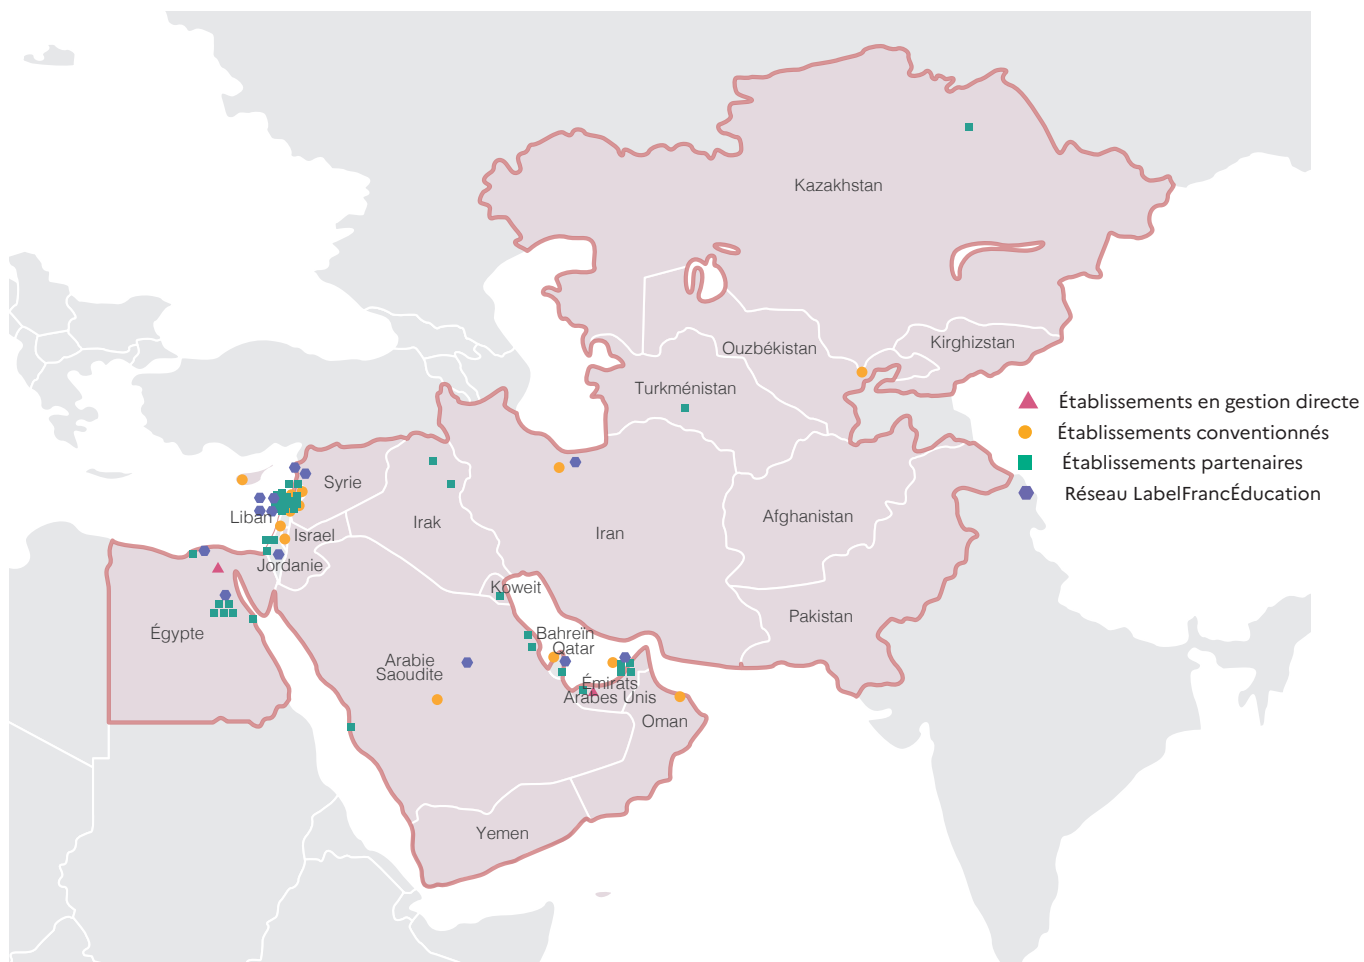 Kazakhstan
Ouzbékistan
Kirghizstan
Turkménistan
Établissements en gestion directe
Établissements conventionnés
Établissements partenaires
Réseau LabelFrancÉducation
Syrie
Liban
Israel
Jordanie
Irak
Iran
Afghanistan
Pakistan
Koweit
Égypte
Bahreïn
Qatar
Arabie
Saoudite
Émirats
Arabes Unis
Oman
Yemen